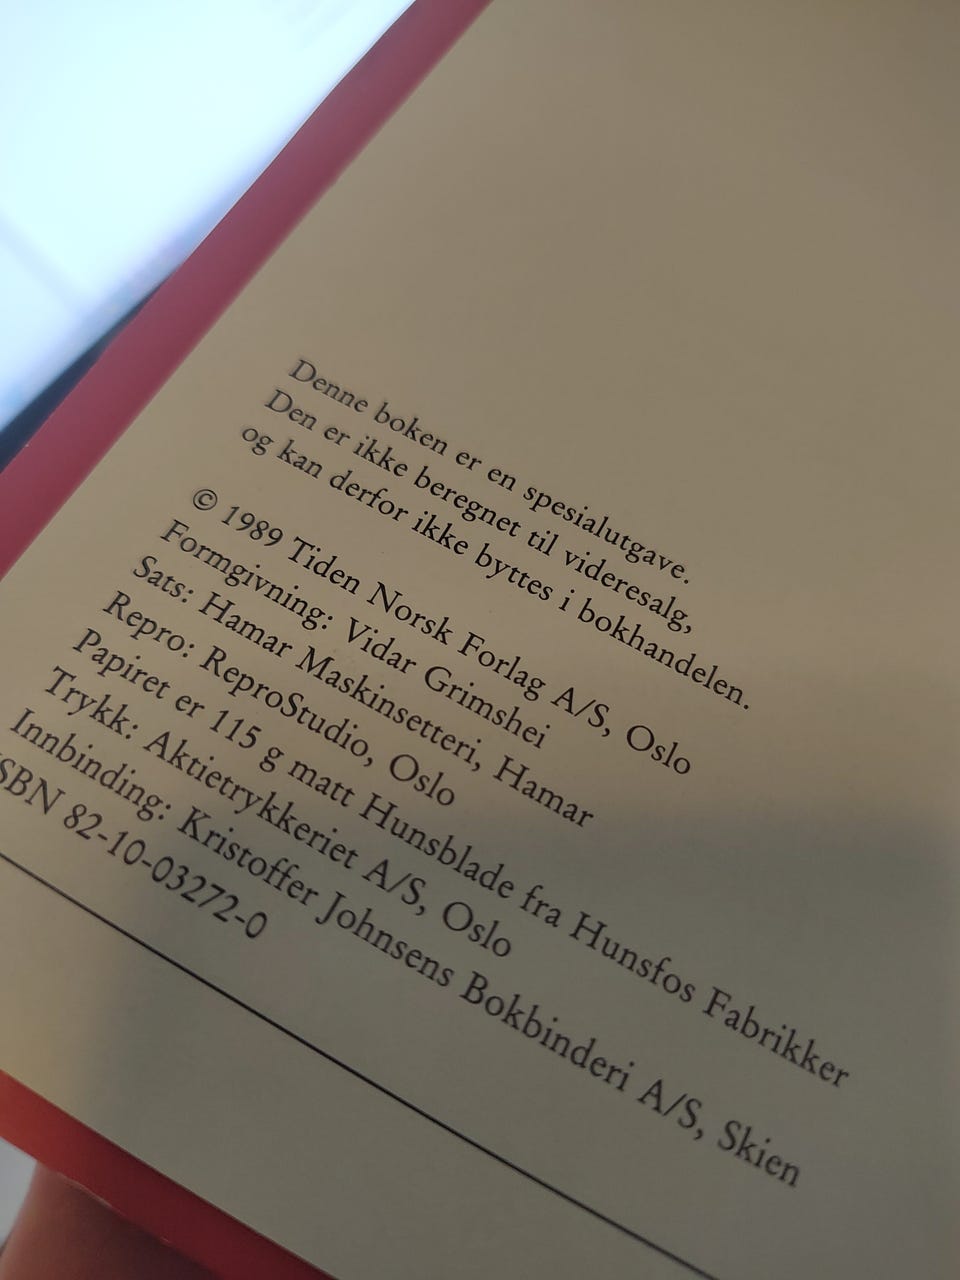 Denne boken er en spesialutgave.
Den er ikke beregnet til videresalg,
og kan derfor ikke byttes i bokhandelen.
© 1989 Tiden Norsk Forlag A/S, Oslo
Formgivning: Vidar Grimshei
Sats: Hamar Maskinsetteri, Hamar
Repro: ReproStudio, Oslo
Papiret er 115 g matt Hunsblade fra Hunsfos Fabrikker
Trykk: Aktietrykkeriet A/S, Oslo
Innbinding: Kristoffer Johnsens Bokbinderi A/S, Skien
ISBN 82-10-03272-0